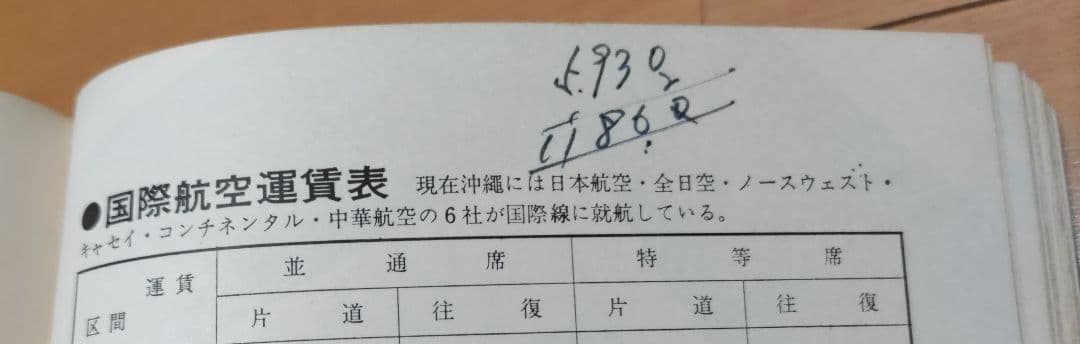 5.930
2
11860
●国際航空運賃表 現在沖縄には日本航空・全日空・ノースウェスト・
キャセイ・コンチネンタル・中華航空の6社が国際線に就航している。
運賃 並通席 特等席
区間 片道 往復 片道 往復